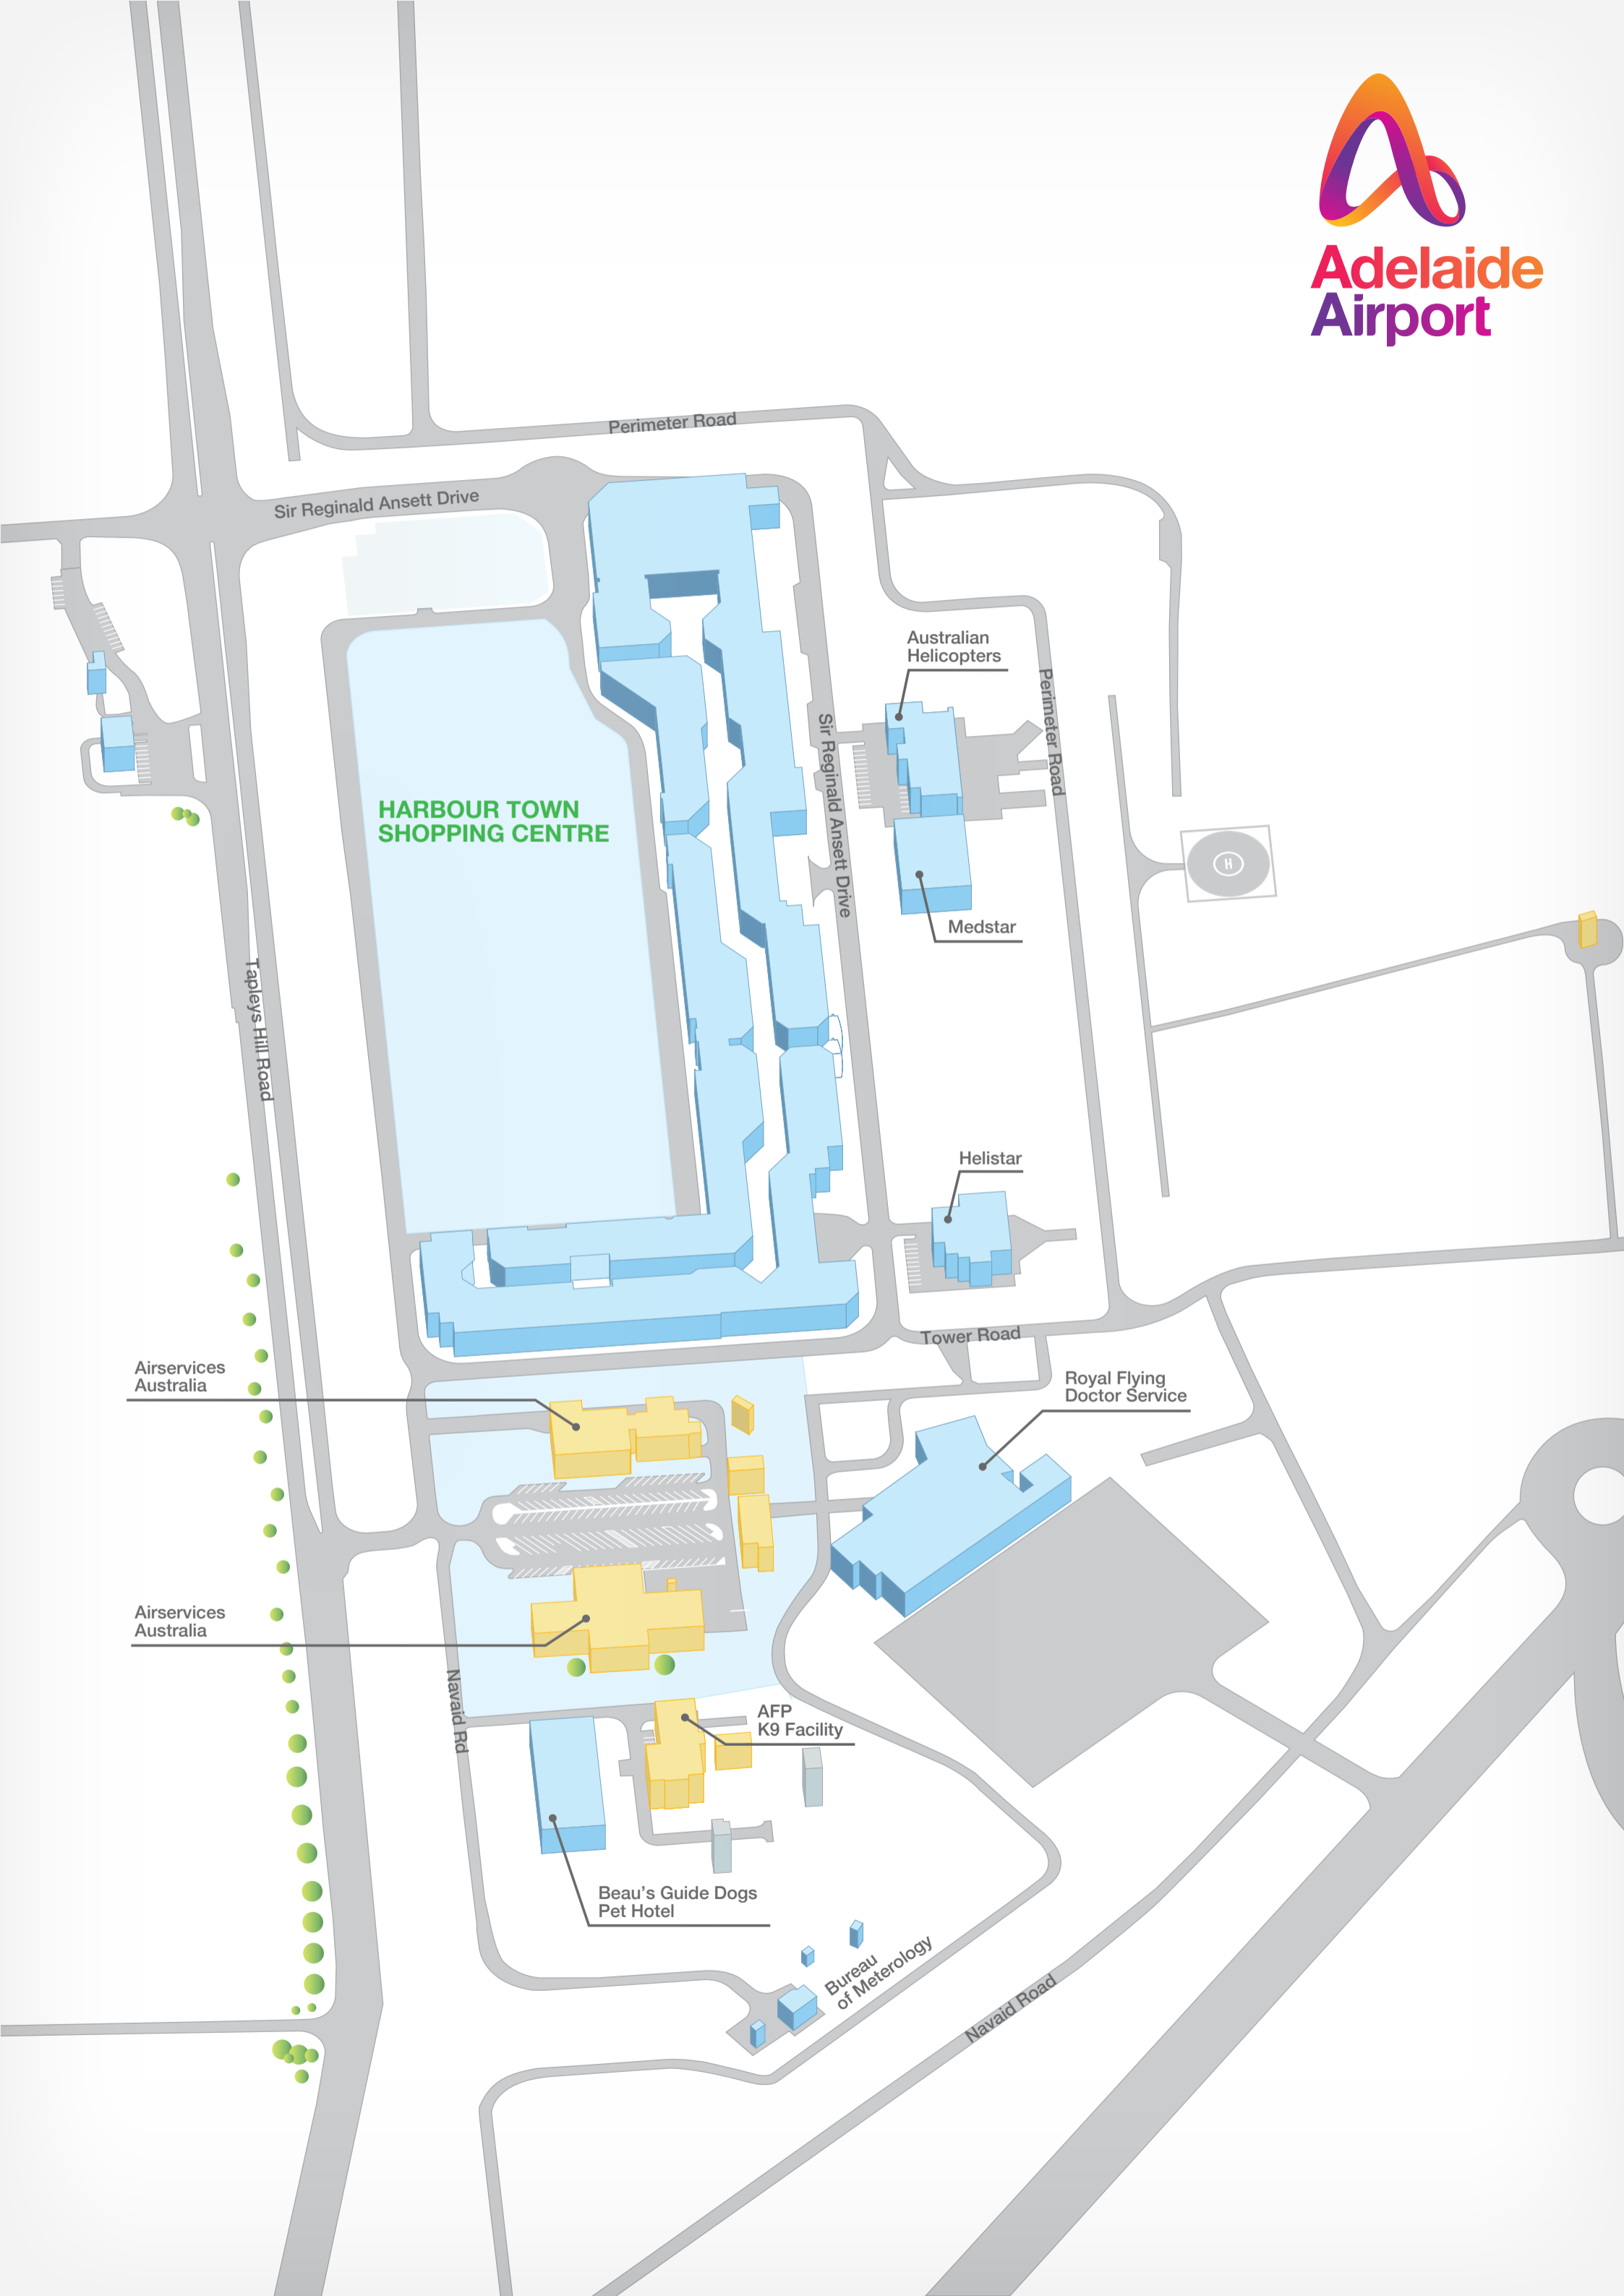 Adelaide
Airport
Perimeter Road
Sir Reginald Ansett Drive
Australian
Helicopters
Perimeter Road
Sir Reginald Ansett Drive
HARBOUR TOWN
SHOPPING CENTRE
H
Medstar
Tapleys Hill Road
Helistar
Tower Road
Airservices
Australia
Royal Flying
Doctor Service
Airservices
Australia
Navaid Rd
AFP
K9 Facility
Beau's Guide Dogs
Pet Hotel
Bureau
of Meterology
Navaid Road